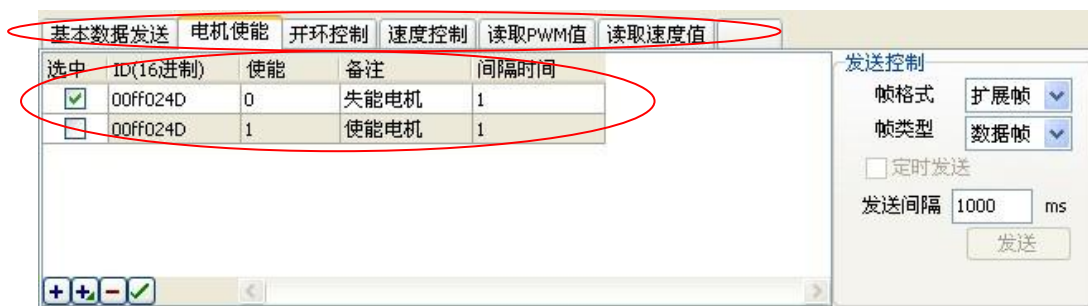 基本数据发送 电机使能 开环控制 速度控制 读取PWM值 读取速度值
选中 ID(16进制) 使能 备注 间隔时间
00ff024D 0 失能电机 1
00ff024D 1 使能电机 1
发送控制
帧格式 扩展帧
帧类型 数据帧
定时发送
发送间隔 1000 ms
发送